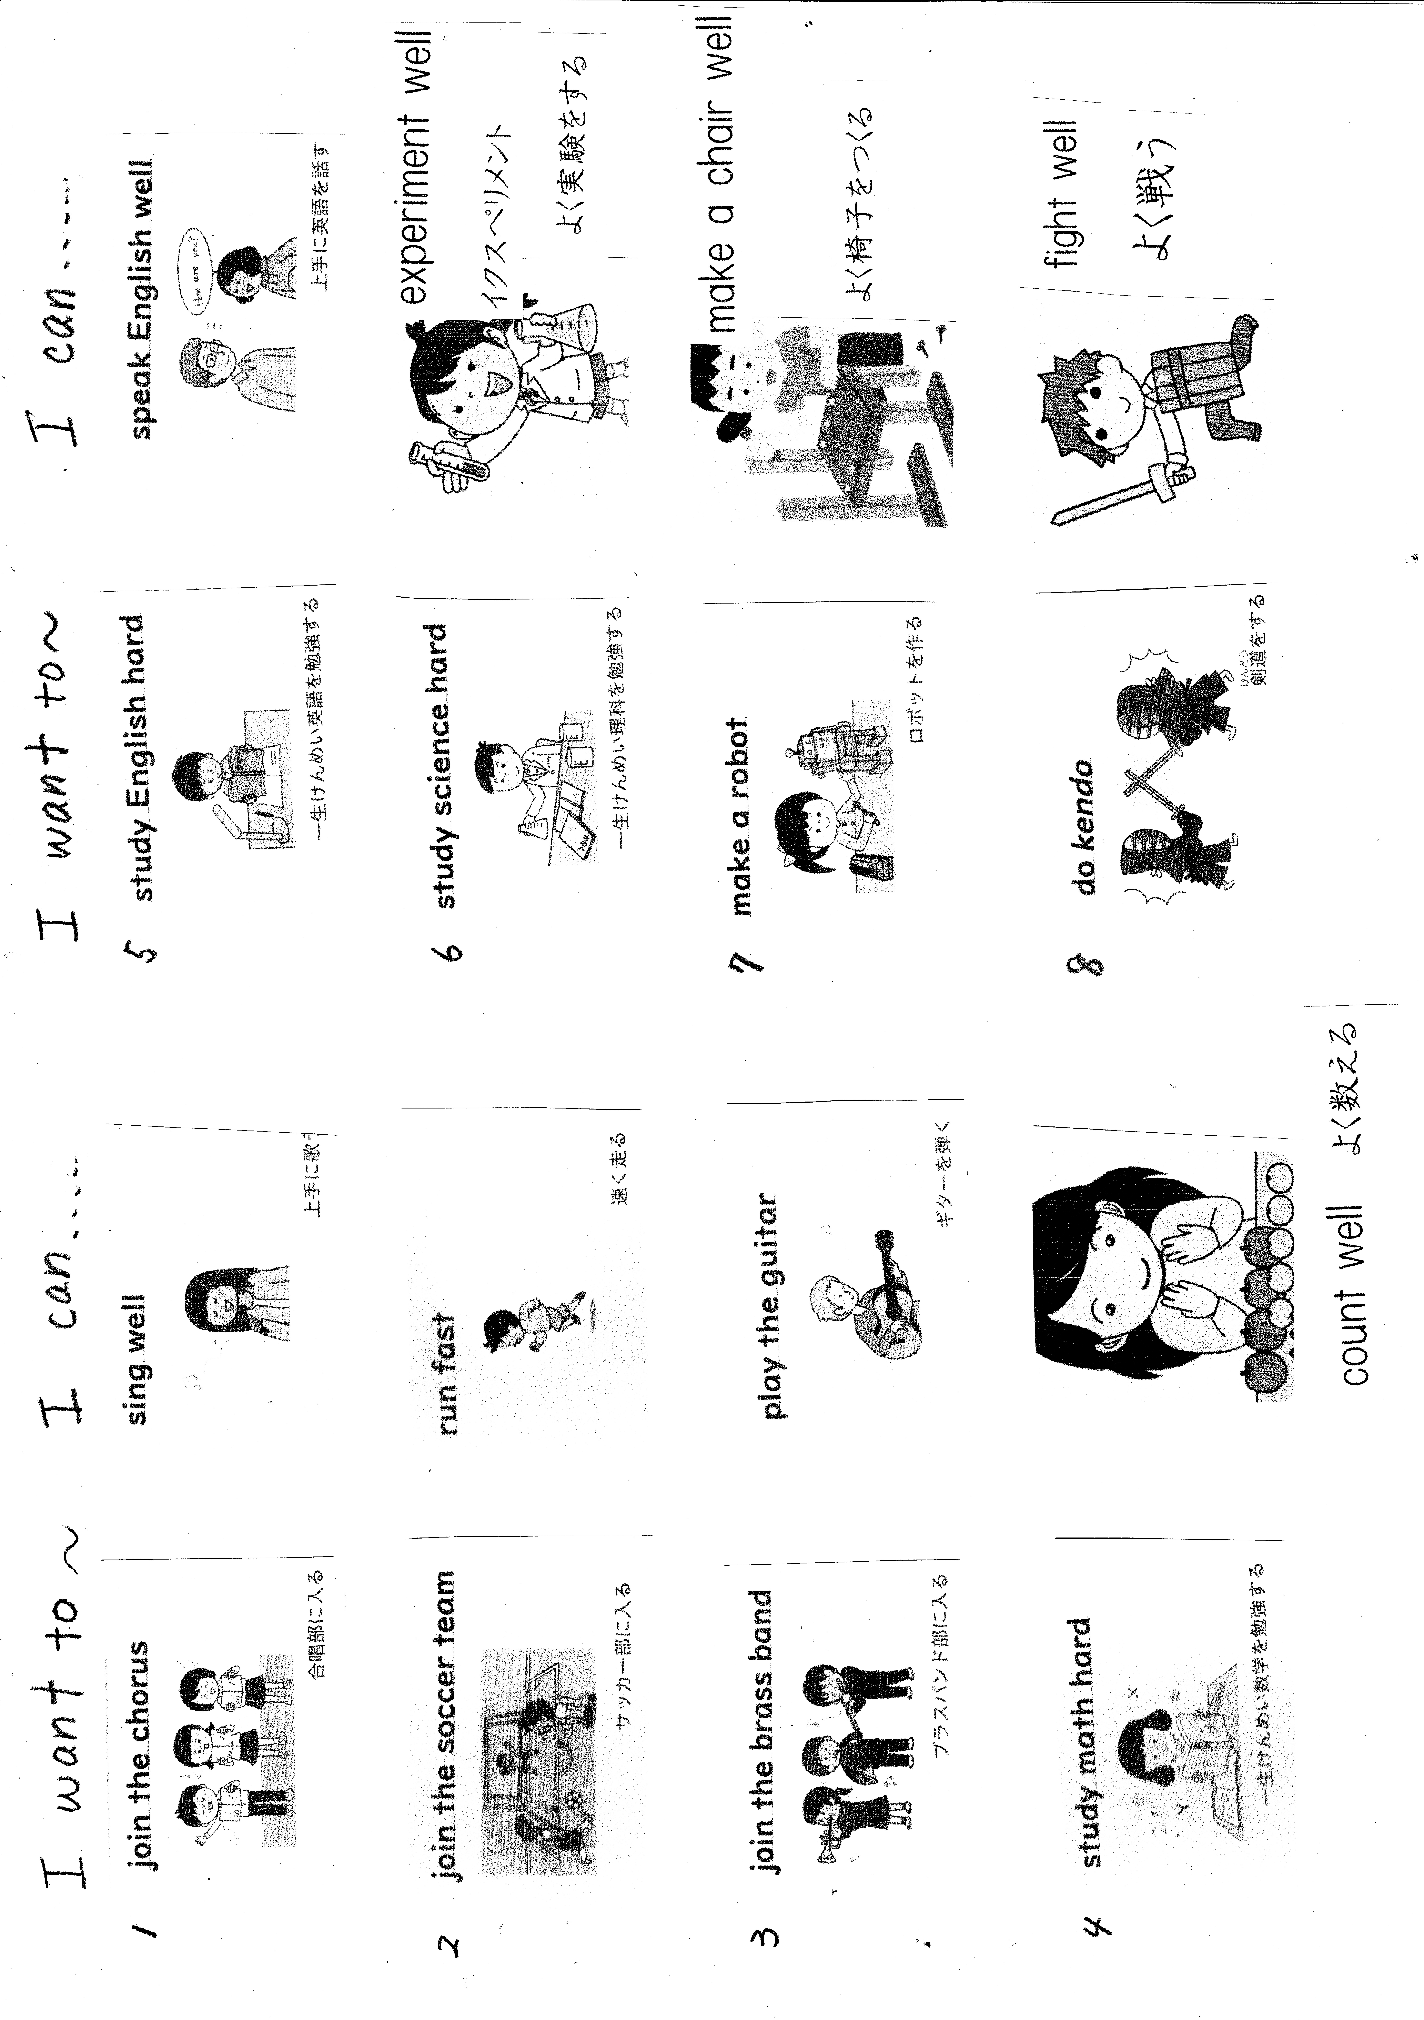 I want to ～
I can.....
I want to～
I can.....
1
join the chorus
合唱部に入る
sing well
上手に歌う
5
study English hard
一生けんめい英語を勉強する
speak English well
How are you?
上手に英語を話す
2
join the soccer team
サッカー部に入る
run fast
速く走る
6
study science hard
一生けんめい理科を勉強する
experiment well
イクスペリメント
よく実験をする
3
join the brass band
ブラスバンド部に入る
play the guitar
ギターを弾く
7
make a robot
ロボットを作る
make a chair well
よく椅子をつくる
4
study math hard
一生けんめい数学を勉強する
count well よく数える
8
do kendo
剣道をする
fight well
よく戦う